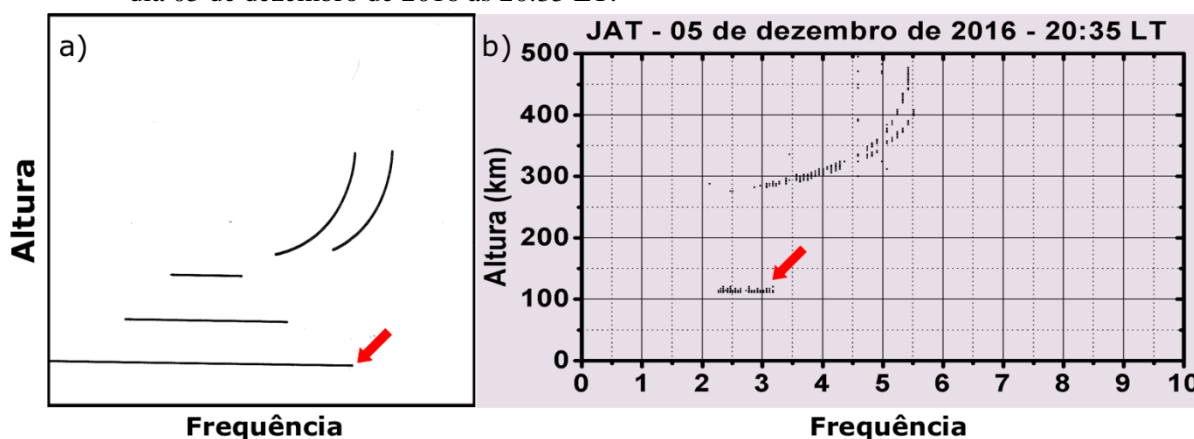 dia 05 de dezembro de 2016 às 20:35 LT.
a)
Altura
Frequência
b)
JAT - 05 de dezembro de 2016 - 20:35 LT
Altura (km)
500
400
300
200
100
0
0 1 2 3 4 5 6 7 8 9 10
Frequência